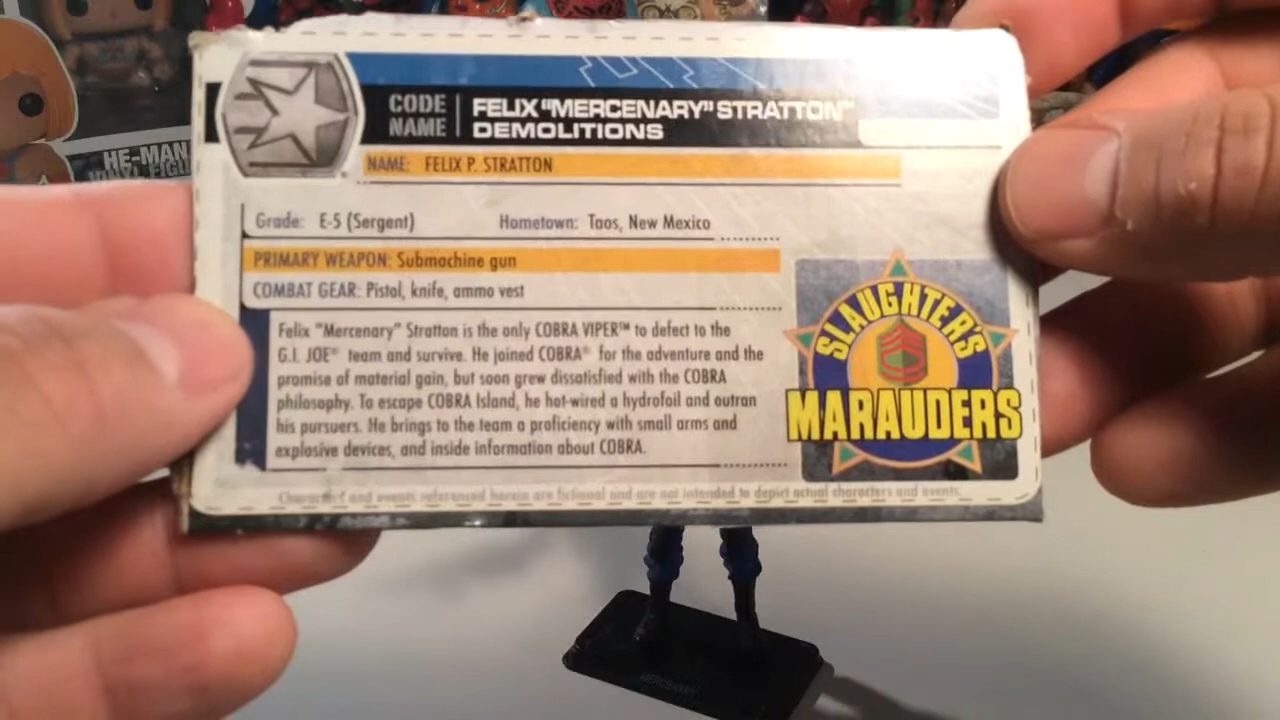 HE-MAN
VINYL FIGU
CODE NAME
FELIX "MERCENARY" STRATTON"
DEMOLITIONS
NAME: FELIX P. STRATTON
Grade: E-5 (Sergent) Hometown: Taos, New Mexico
PRIMARY WEAPON: Submachine gun
COMBAT GEAR: Pistol, knife, ammo vest
Felix "Mercenary" Stratton is the only COBRA VIPER™ to defect to the
G.I. JOE® team and survive. He joined COBRA® for the adventure and the
promise of material gain, but soon grew dissatisfied with the COBRA
philosophy. To escape COBRA Island, he hot-wired a hydrofoil and outran
his pursuers. He brings to the team a proficiency with small arms and
explosive devices, and inside information about COBRA.
SLAUGHTER'S
MARAUDERS
Characters and events referenced herein are fictional and are not intended to depict actual characters and events.
MERCENARY